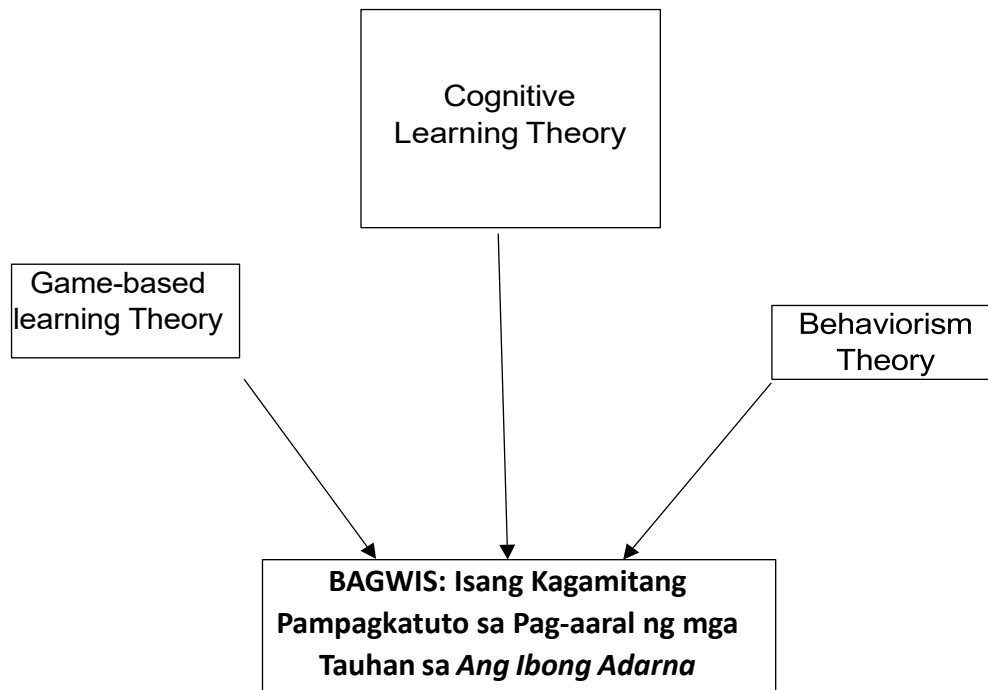 Cognitive
Learning Theory
Game-based
learning Theory
Behaviorism
Theory
BAGWIS: Isang Kagamitang
Pampagkatuto sa Pag-aaral ng mga
Tauhan sa Ang Ibong Adarna